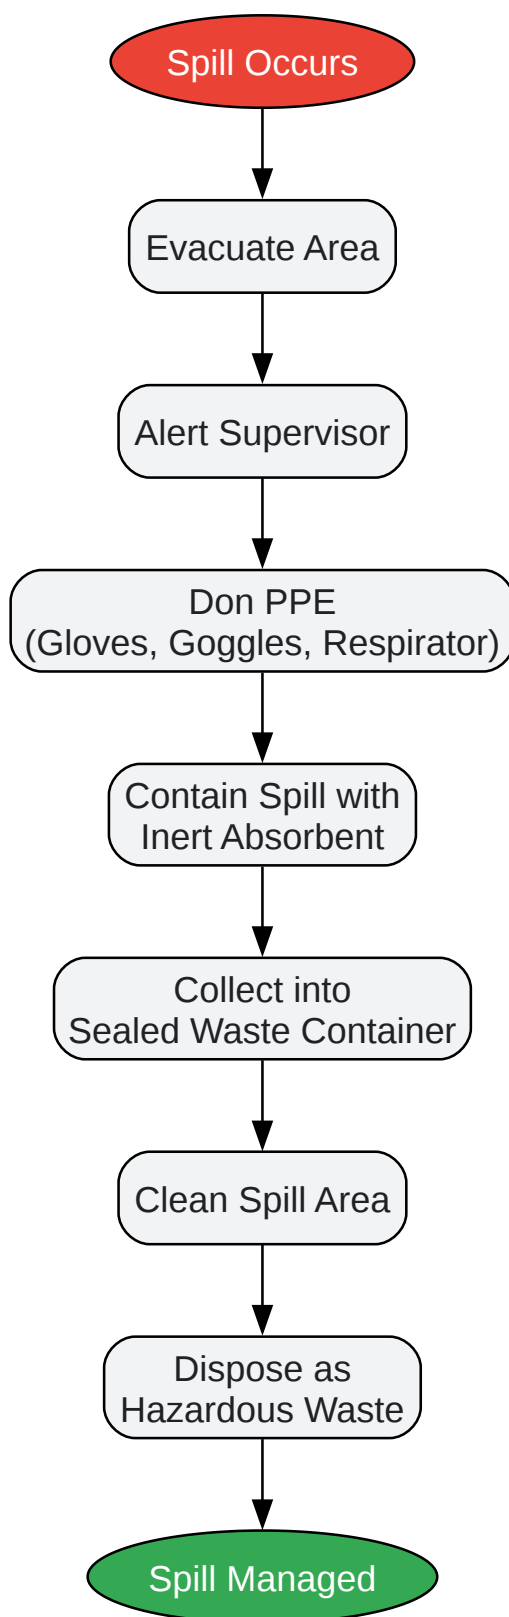 Spill Occurs
Evacuate Area
Alert Supervisor
Don PPE
(Gloves, Goggles, Respirator)
Contain Spill with
Inert Absorbent
Collect into
Sealed Waste Container
Clean Spill Area
Dispose as
Hazardous Waste
Spill Managed